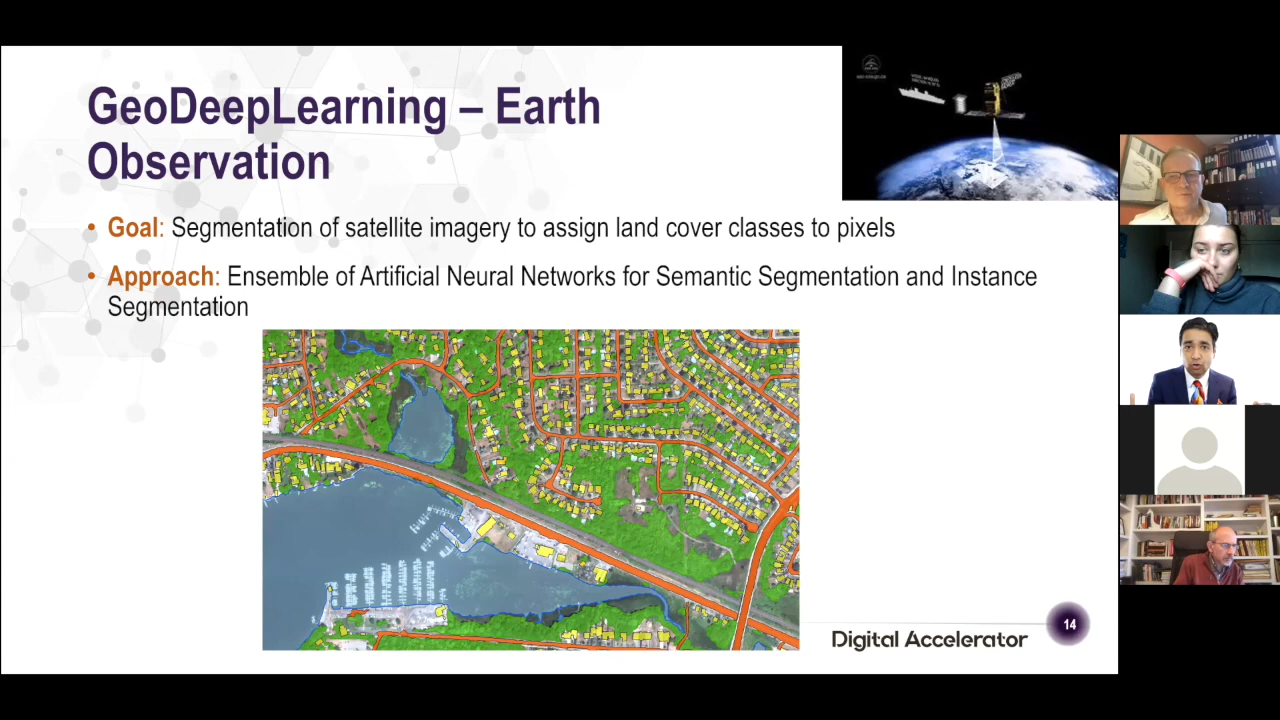 GeoDeepLearning – Earth
Observation
• Goal: Segmentation of satellite imagery to assign land cover classes to pixels
• Approach: Ensemble of Artificial Neural Networks for Semantic Segmentation and Instance
Segmentation
Digital Accelerator
14